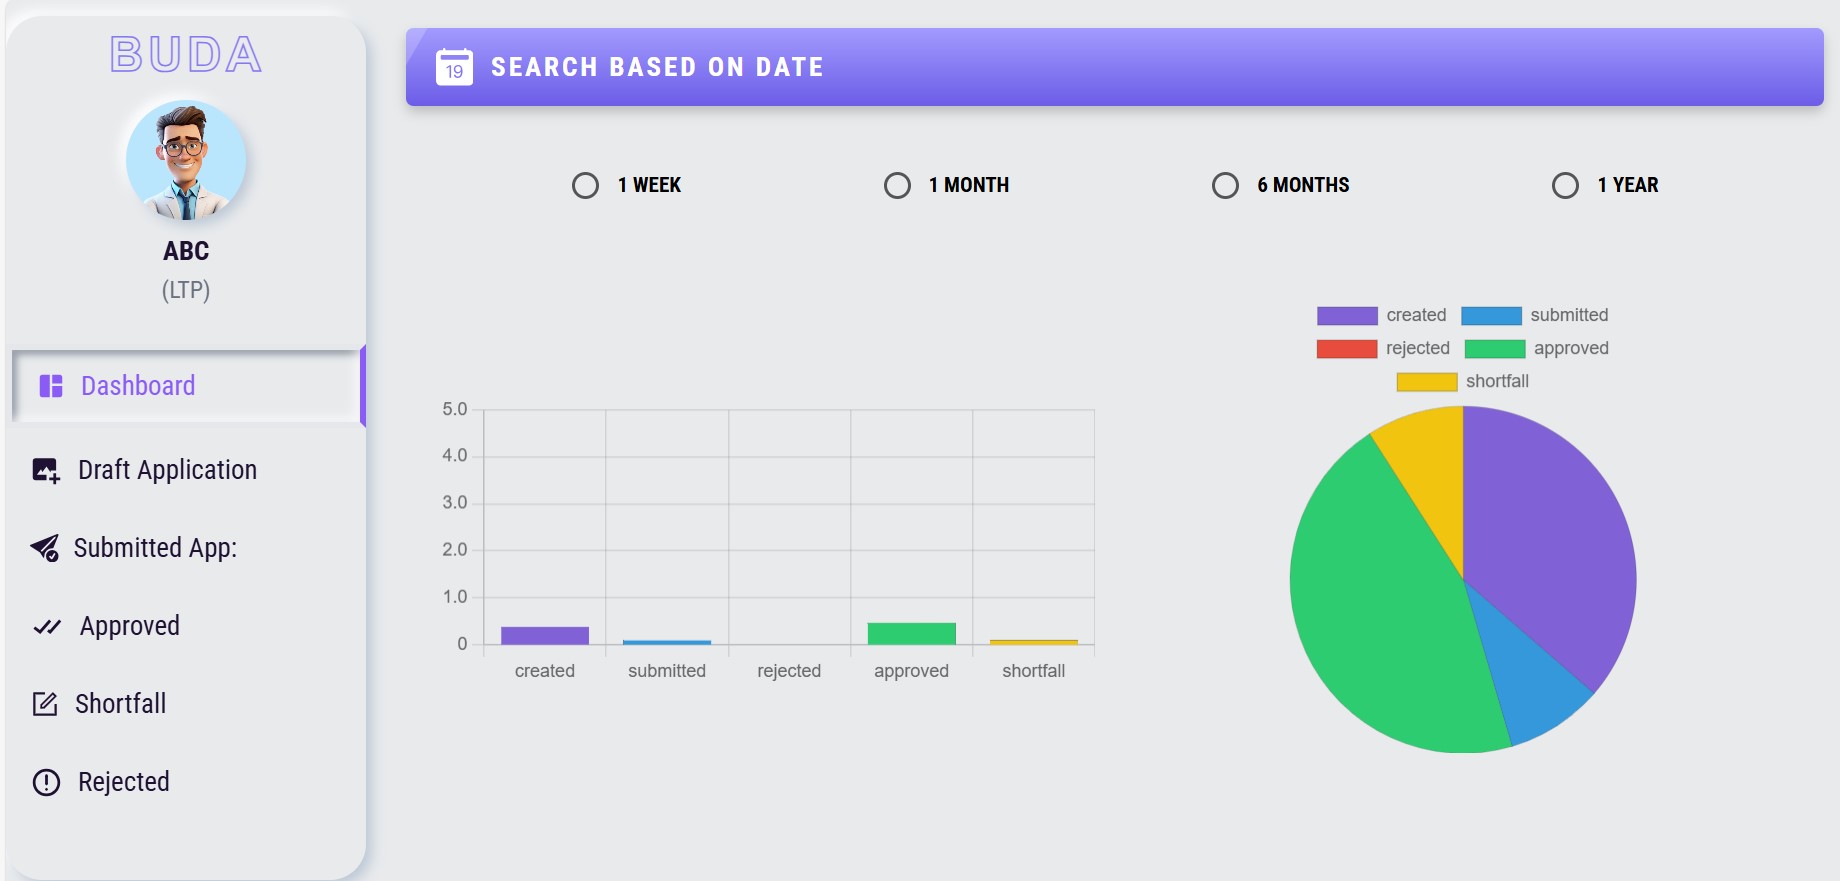 BUDA
ABC
(LTP)
Dashboard
Draft Application
Submitted App:
Approved
Shortfall
Rejected
19
SEARCH BASED ON DATE
1 WEEK 1 MONTH 6 MONTHS 1 YEAR
5.0
4.0
3.0
2.0
1.0
0
created submitted rejected approved shortfall
created submitted
rejected approved
shortfall